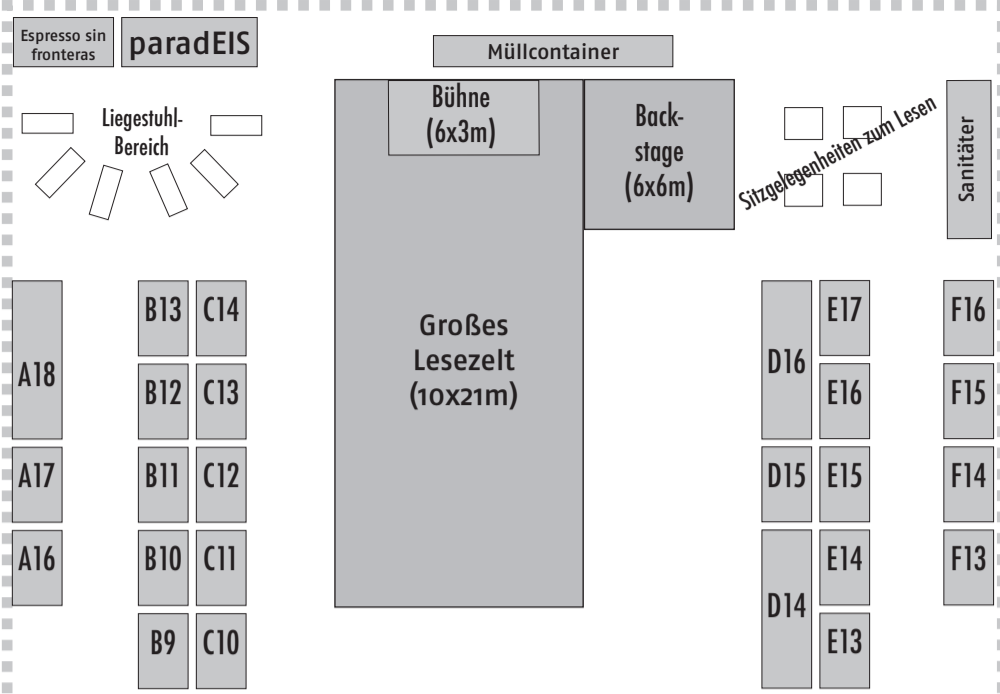 Espresso sin
fronteras
paradEIS
Müllcontainer
Liegestuhl-
Bereich
Bühne
(6x3m)
Back-
stage
(6x6m)
Sitzgelegenheiten zum Lesen
Sanitäter
Großes
Lesezelt
(10x21m)
A18
A17
A16
B13
B12
B11
B10
B9
C14
C13
C12
C11
C10
D16
D15
D14
E17
E16
E15
E14
E13
F16
F15
F14
F13